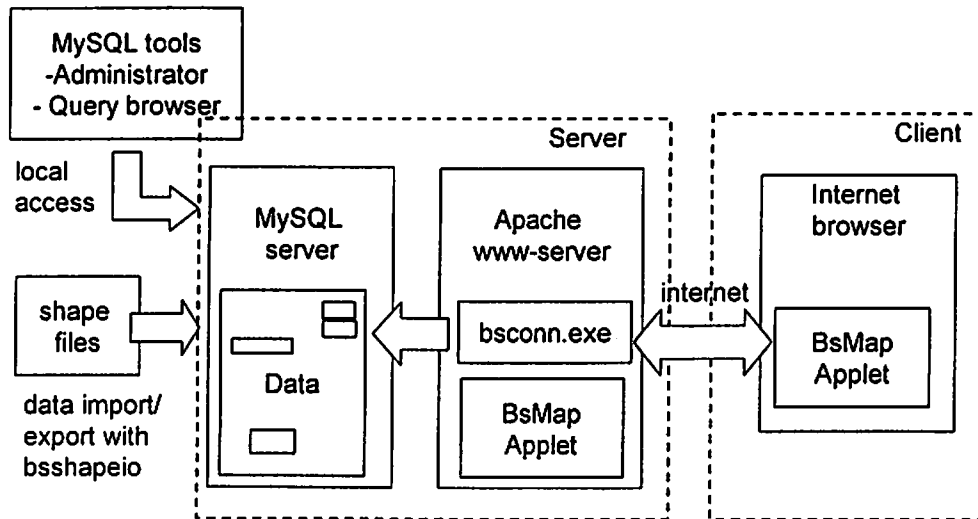 MySQL tools
-Administrator
- Query browser
local
access
shape
files
data import/
export with
bsshapeio
Server
MySQL
server
Data
Apache
www-server
bsconn.exe
BsMap
Applet
internet
Client
Internet
browser
BsMap
Applet